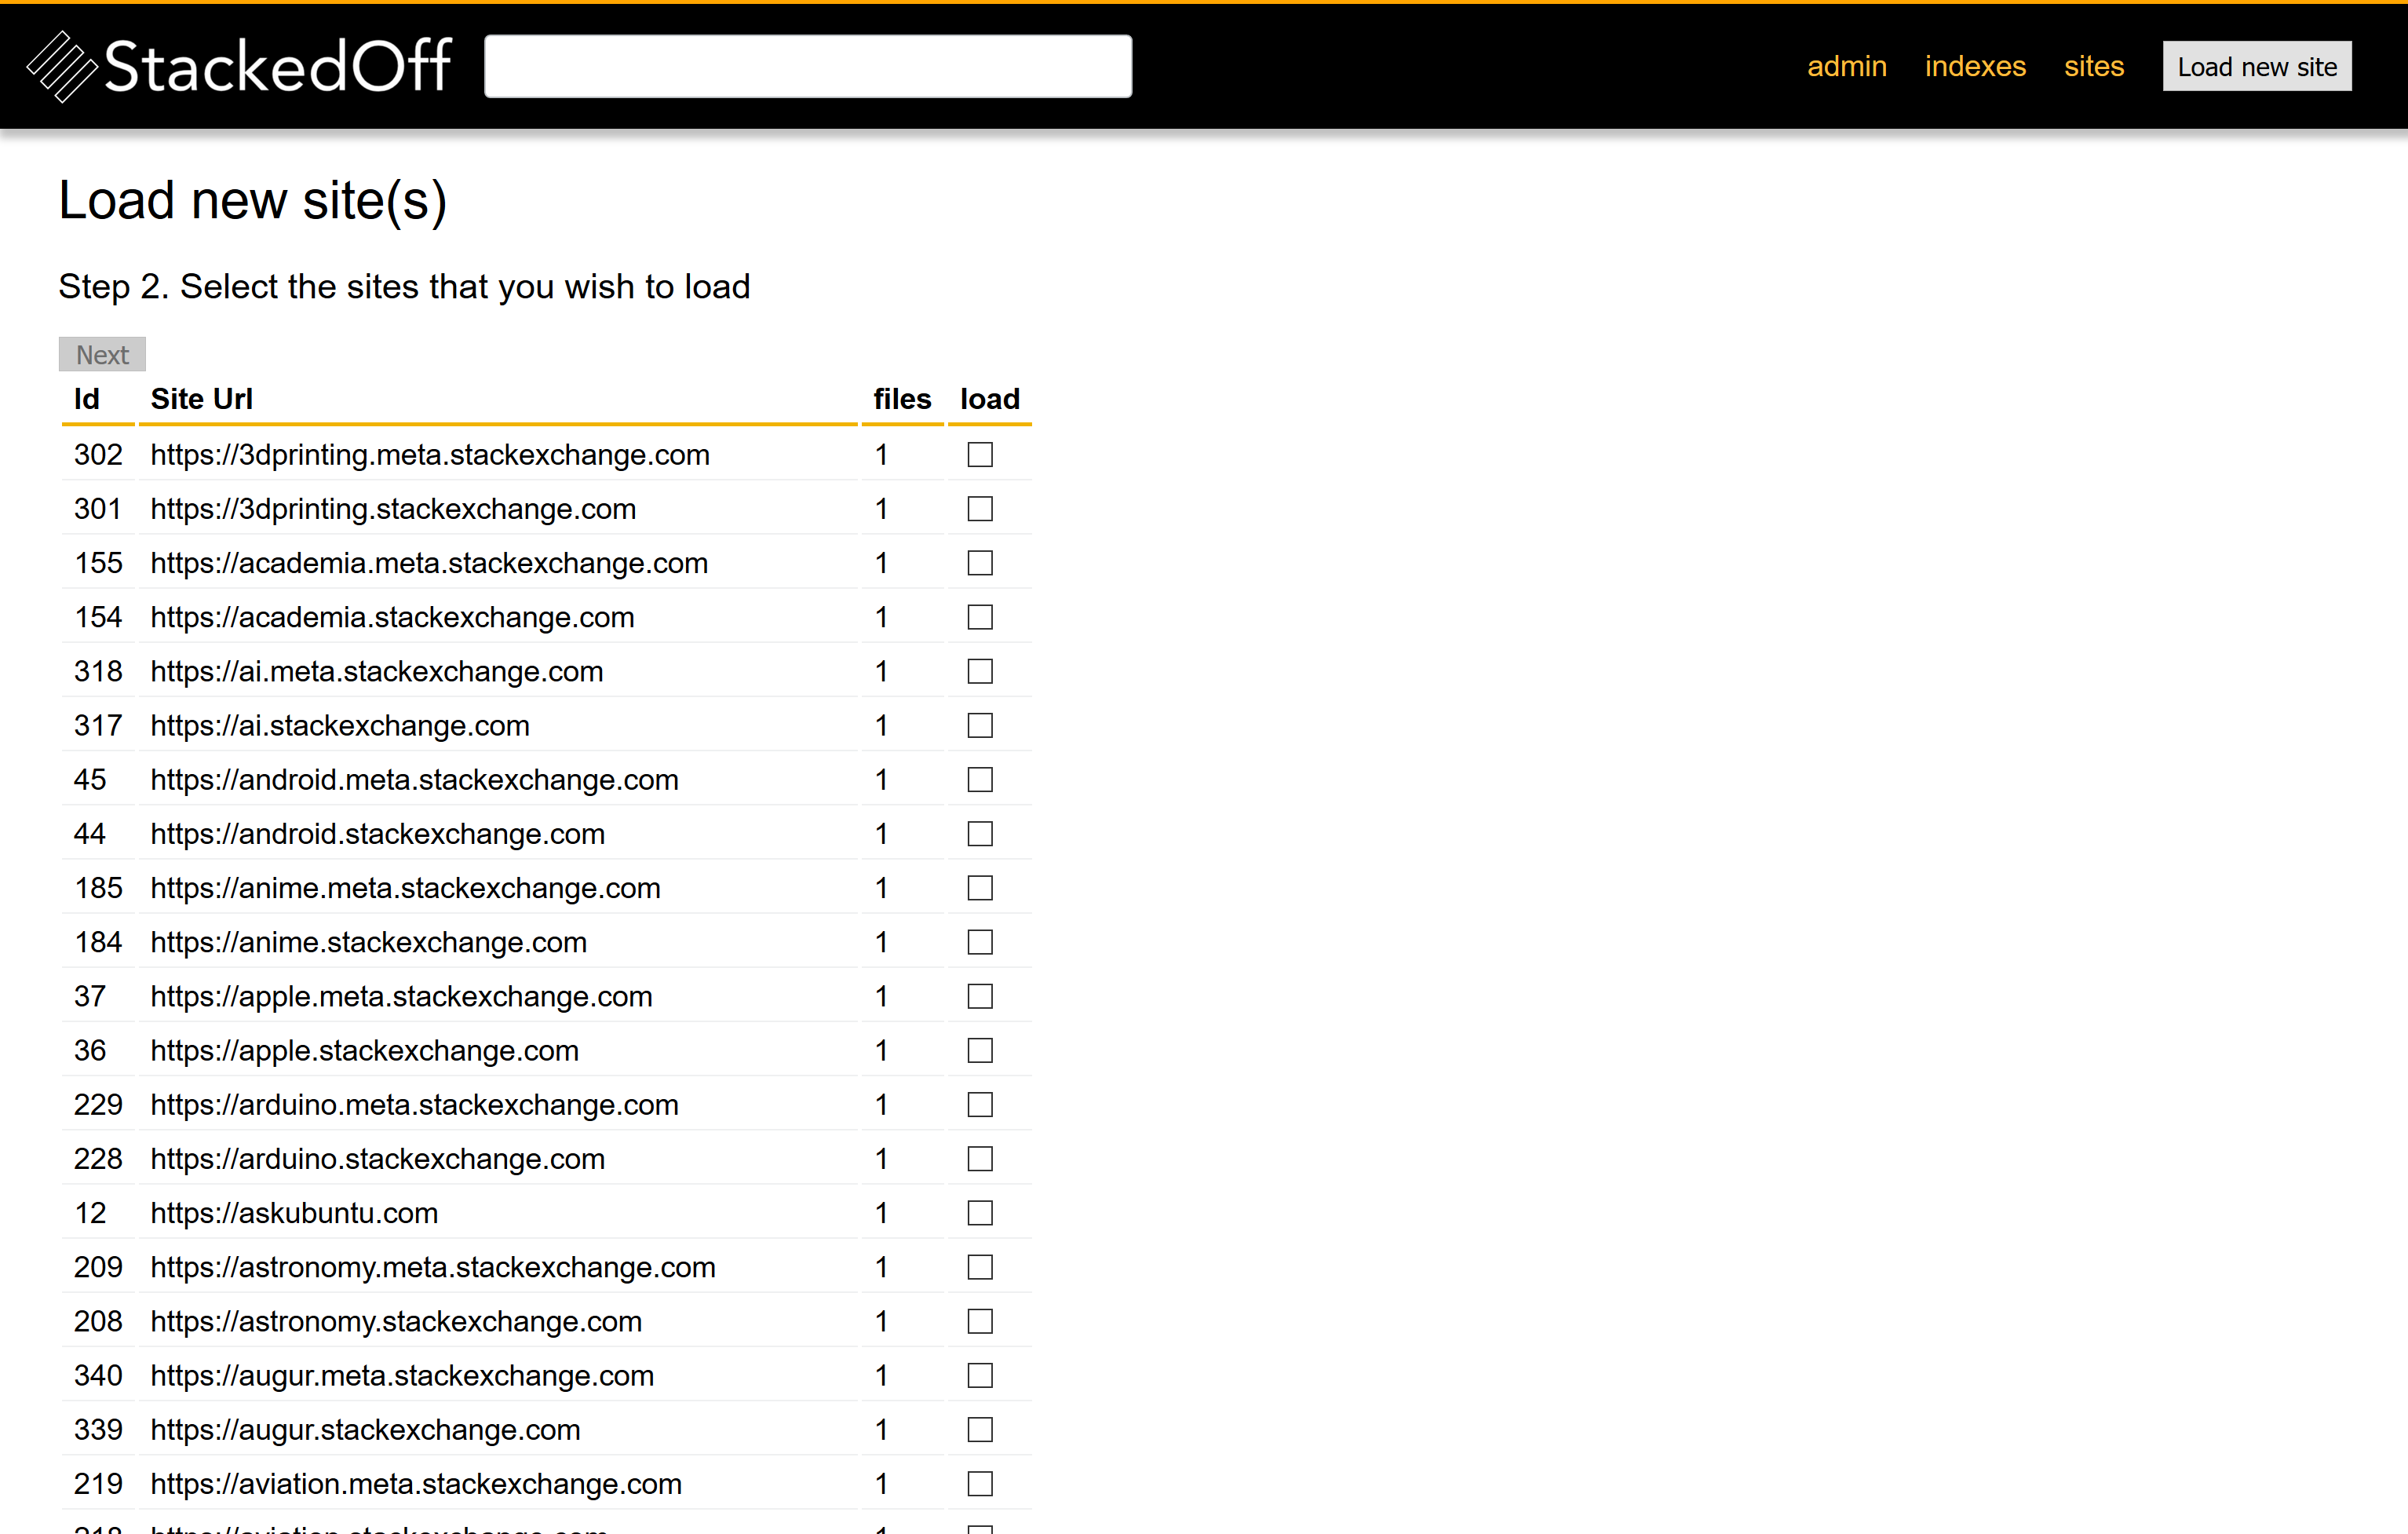 StackedOff
admin indexes sites Load new site
Load new site(s)
Step 2. Select the sites that you wish to load
Next
Id Site Url files load
302 https://3dprinting.meta.stackexchange.com 1
301 https://3dprinting.stackexchange.com 1
155 https://academia.meta.stackexchange.com 1
154 https://academia.stackexchange.com 1
318 https://ai.meta.stackexchange.com 1
317 https://ai.stackexchange.com 1
45 https://android.meta.stackexchange.com 1
44 https://android.stackexchange.com 1
185 https://anime.meta.stackexchange.com 1
184 https://anime.stackexchange.com 1
37 https://apple.meta.stackexchange.com 1
36 https://apple.stackexchange.com 1
229 https://arduino.meta.stackexchange.com 1
228 https://arduino.stackexchange.com 1
12 https://askubuntu.com 1
209 https://astronomy.meta.stackexchange.com 1
208 https://astronomy.stackexchange.com 1
340 https://augur.meta.stackexchange.com 1
339 https://augur.stackexchange.com 1
219 https://aviation.meta.stackexchange.com 1
218 https://aviation.stackexchange.com 1